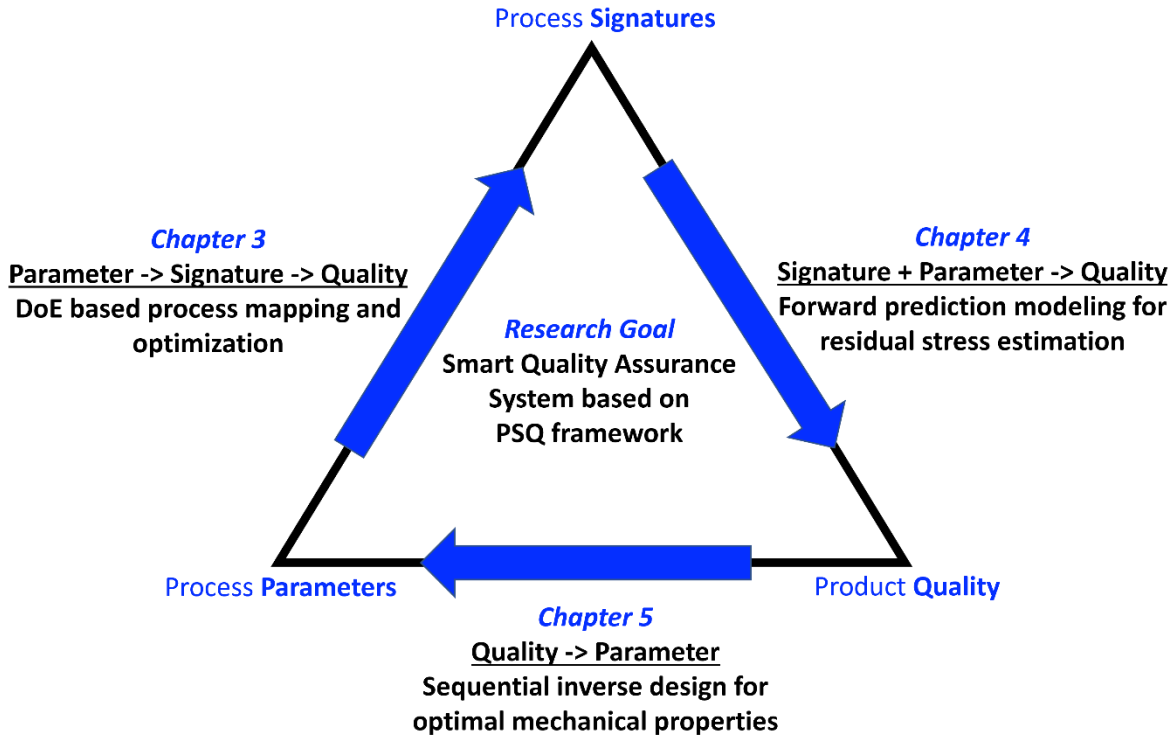 Process Signatures
Chapter 3
Parameter -> Signature -> Quality
DoE based process mapping and
optimization
Research Goal
Smart Quality Assurance
System based on
PSQ framework
Chapter 4
Signature + Parameter -> Quality
Forward prediction modeling for
residual stress estimation
Process Parameters
Product Quality
Chapter 5
Quality -> Parameter
Sequential inverse design for
optimal mechanical properties